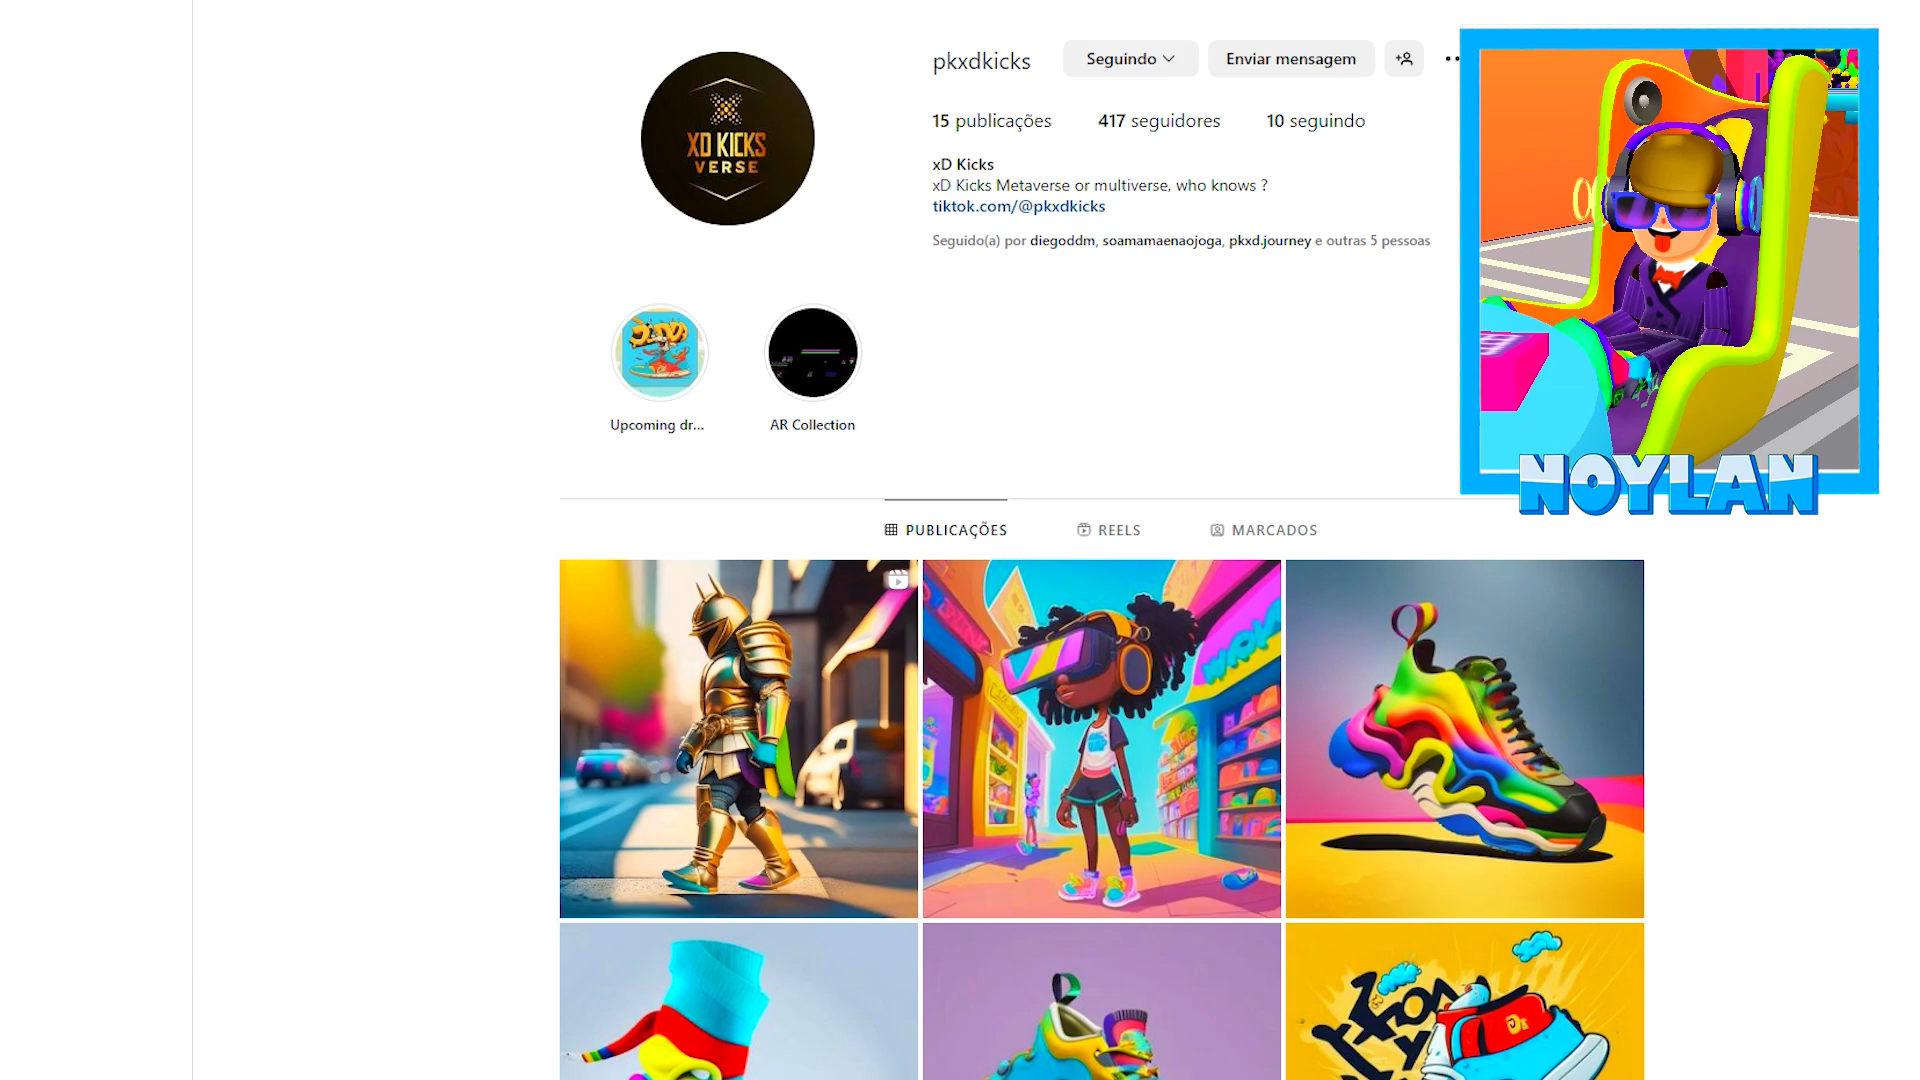 pkxdkicks
Seguindo
Enviar mensagem
15 publicações
417 seguidores
10 seguindo
xD Kicks
xD Kicks Metaverse or multiverse, who knows ?
tiktok.com/@pkxdkicks
Seguido(a) por diegoddm, soamamaenaojoga, pkxd.journey e outras 5 pessoas
XD KICKS
VERSE
Upcoming dr...
AR Collection
NOYLAN
PUBLICAÇÕES
REELS
MARCADOS